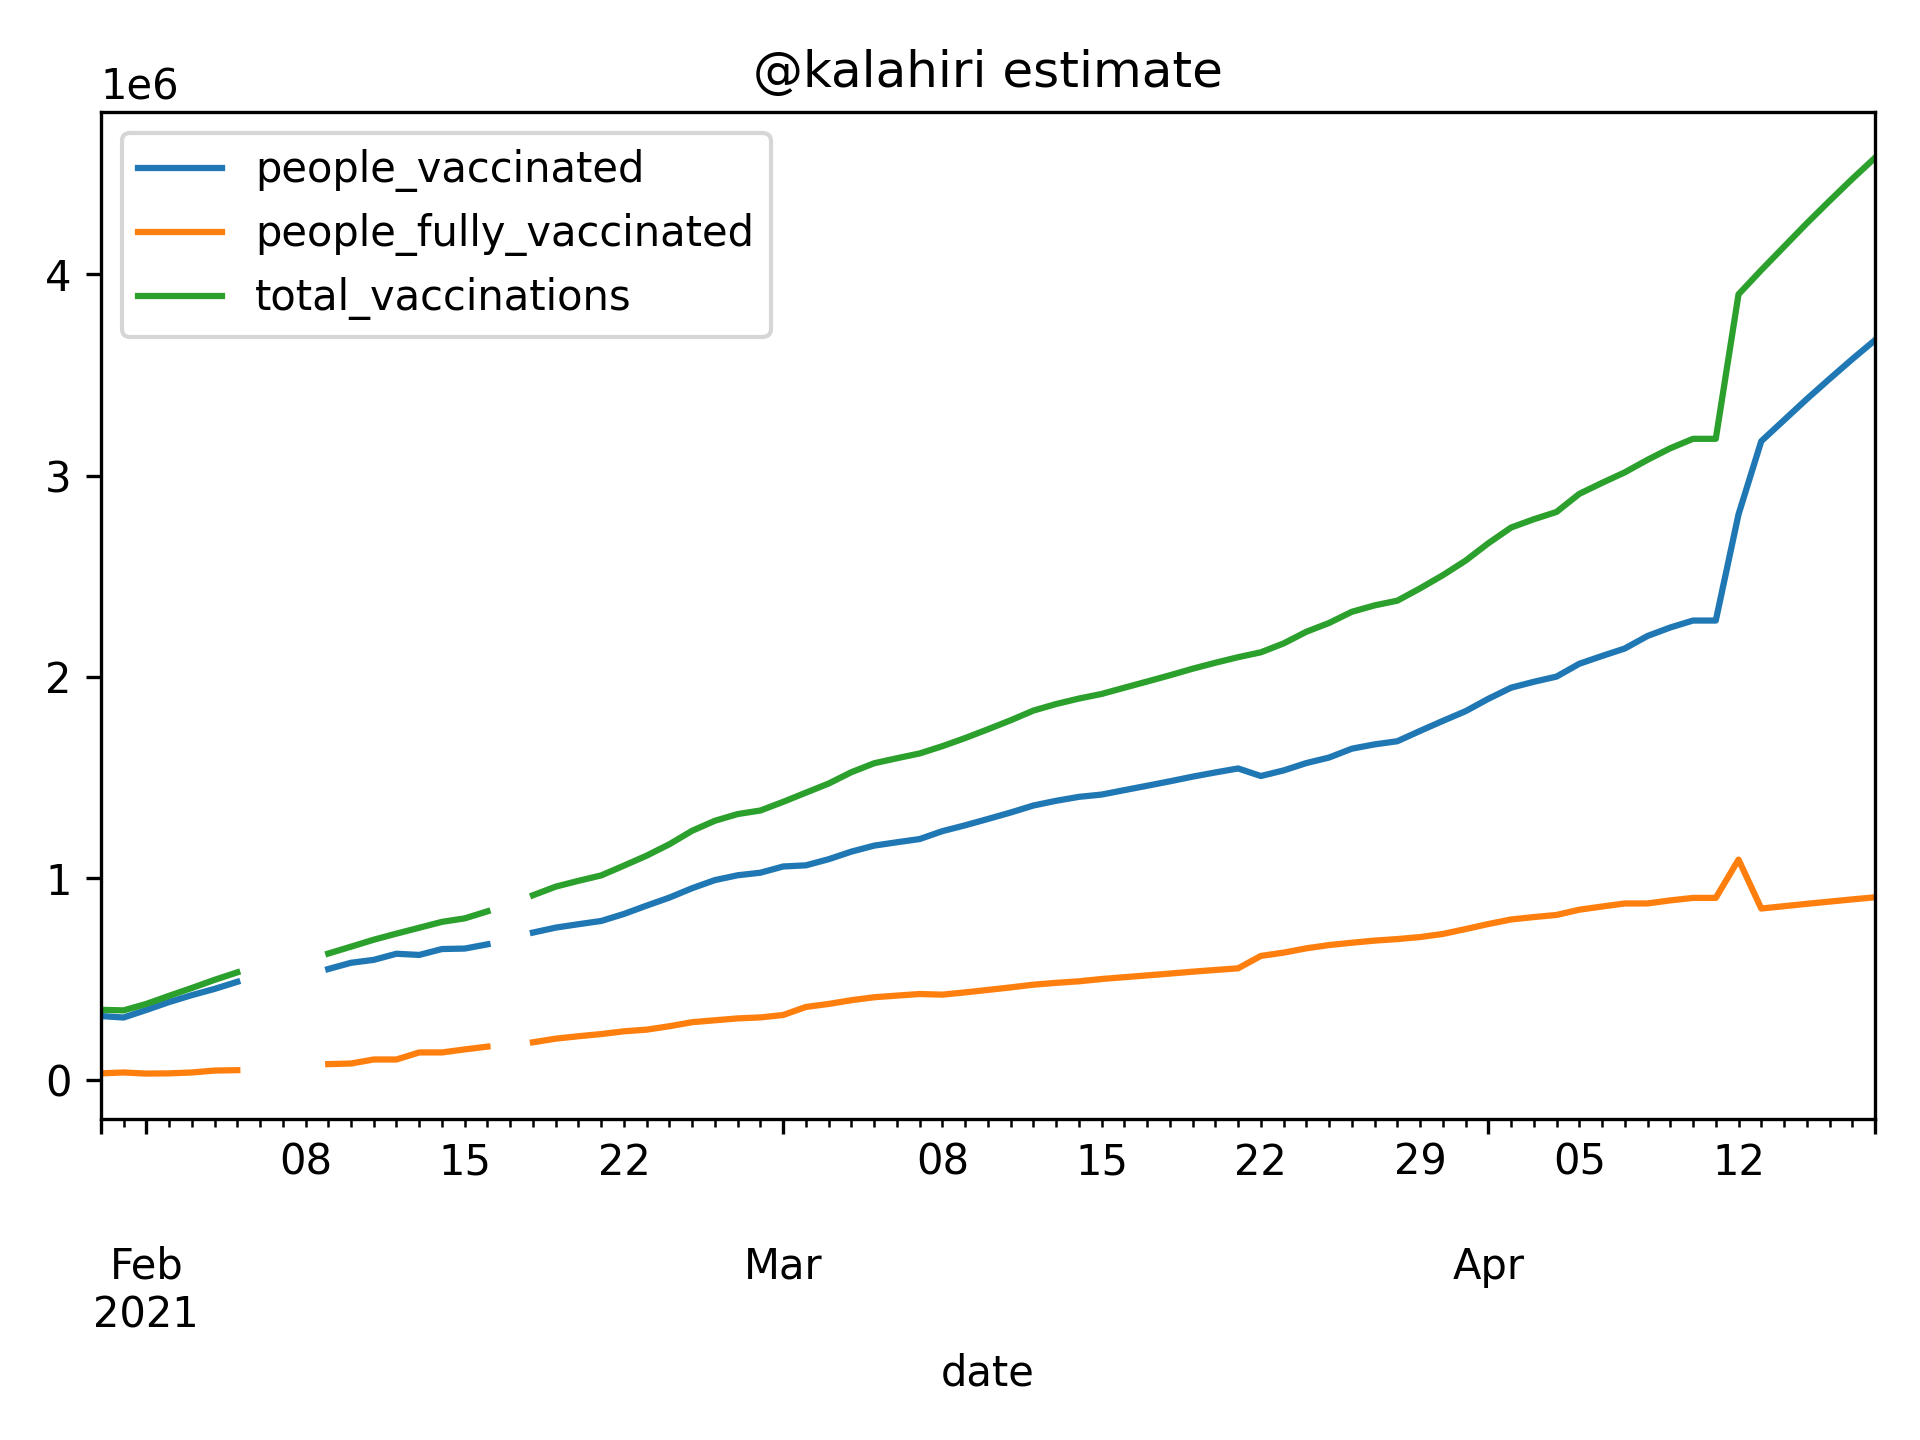 @kalahiri estimate
1e6
people_vaccinated
people_fully_vaccinated
total_vaccinations
4
3
2
1
0
08 15 22 08 15 22 29 05 12
Feb Mar Apr
2021
date